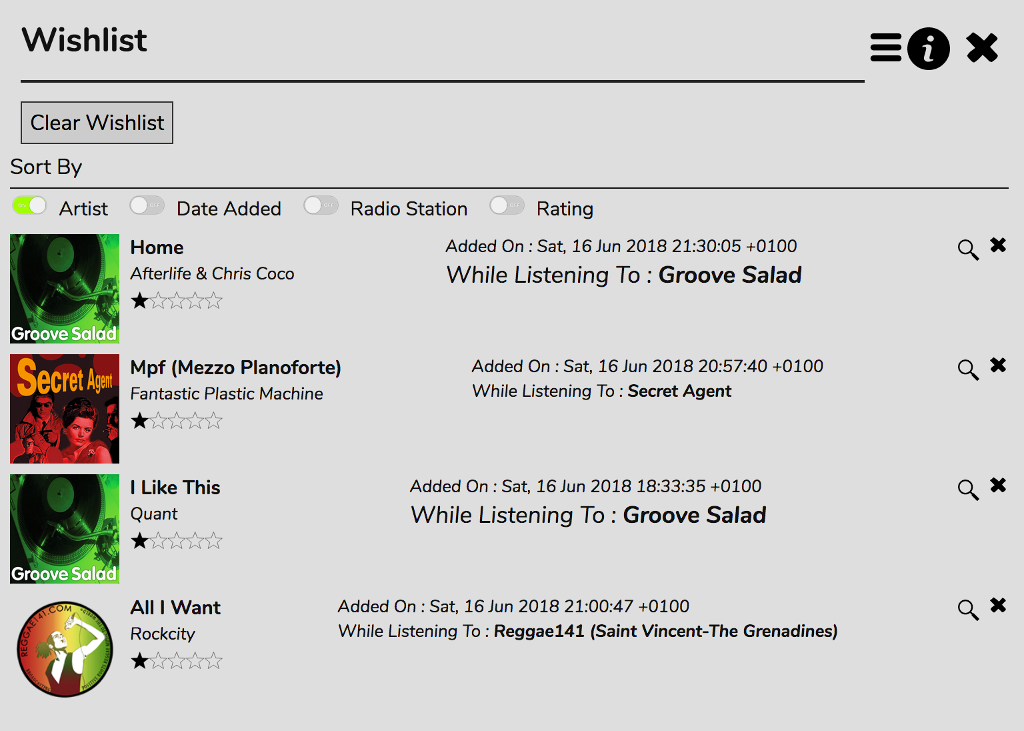 Wishlist
Clear Wishlist
Sort By
Artist Date Added Radio Station Rating
Home
Afterlife & Chris Coco
Added On : Sat, 16 Jun 2018 21:30:05 +0100
While Listening To : Groove Salad
Groove Salad
Mpf (Mezzo Planoforte)
Fantastic Plastic Machine
Added On : Sat, 16 Jun 2018 20:57:40 +0100
While Listening To : Secret Agent
Secret Agent
I Like This
Quant
Added On : Sat, 16 Jun 2018 18:33:35 +0100
While Listening To : Groove Salad
Groove Salad
All I Want
Rockcity
Added On : Sat, 16 Jun 2018 21:00:47 +0100
While Listening To : Reggae141 (Saint Vincent-The Grenadines)
REGGAE141.COM